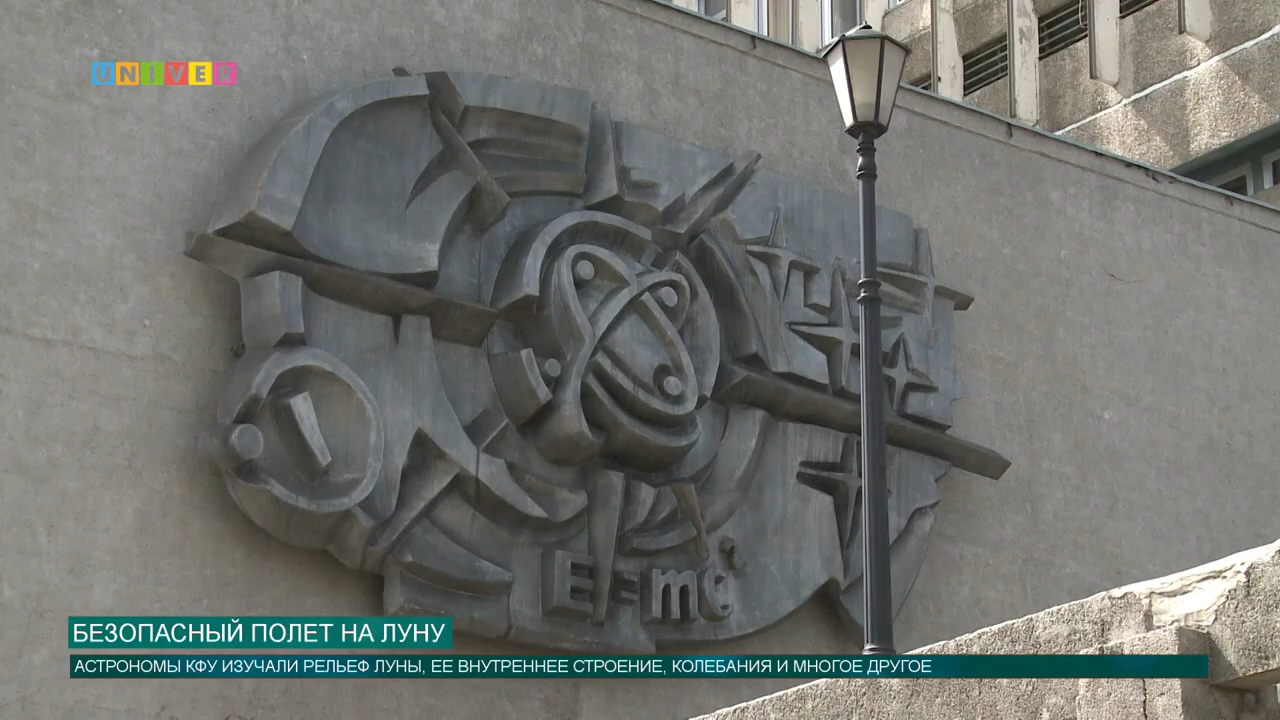 UNIVER
E=mc²
БЕЗОПАСНЫЙ ПОЛЕТ НА ЛУНУ
АСТРОНОМЫ КФУ ИЗУЧАЛИ РЕЛЬЕФ ЛУНЫ, ЕЕ ВНУТРЕННЕЕ СТРОЕНИЕ, КОЛЕБАНИЯ И МНОГОЕ ДРУГОЕ